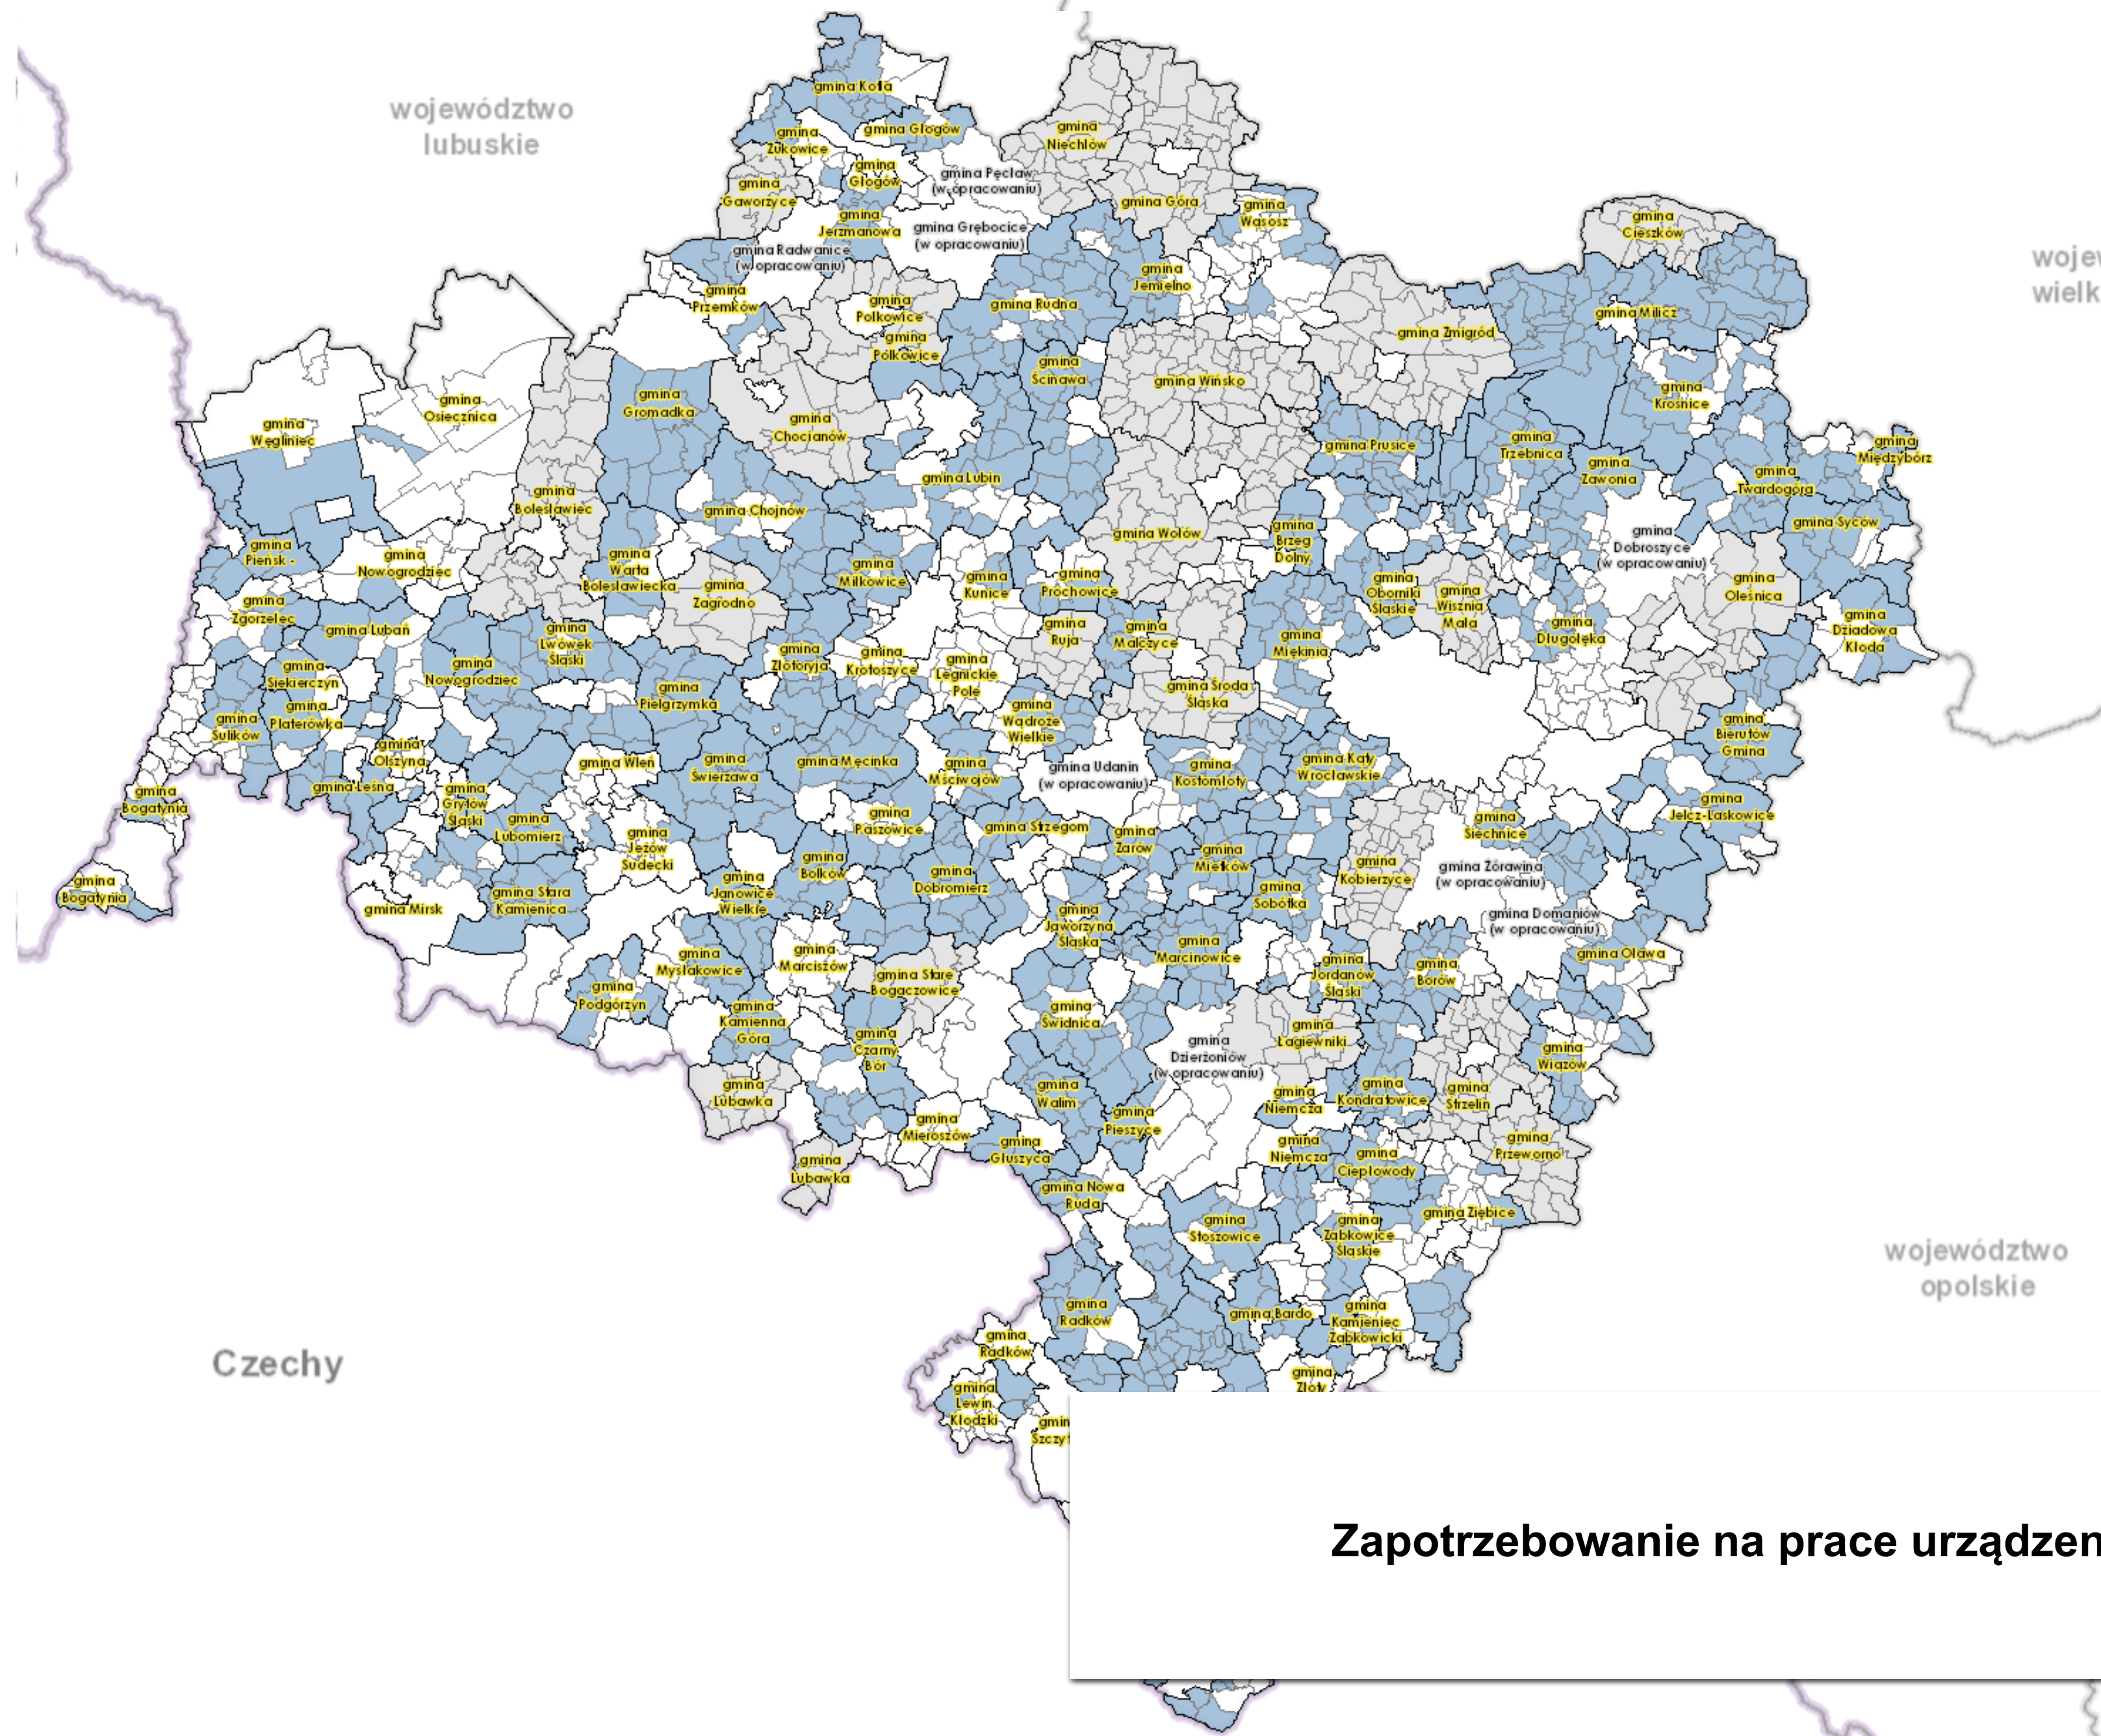 województwo
lubuskie
gmina Kotla
gmina
Żukowice
gmina Głogów
gmina
Głogów
gmina Pęcław
(w opracowaniu)
gmina
Niechlów
gmina
Gaworzyce
gmina
Jerzmanowa
gmina Grębocice
(w opracowaniu)
gmina Góra
gmina
Wąsosz
gmina
Cieszków
gmina Radwanice
(w opracowaniu)
gmina
Przemków
gmina
Polkowice
gmina Rudna
gmina
Jemielno
gmina Milicz
gmina Żmigród
gmina
Polkowice
gmina
Ścinawa
gmina Wińsko
gmina
Krośnice
gmina
Węgliniec
gmina
Osiecznica
gmina
Gromadka
gmina
Chocianów
gmina Prusice
gmina
Trzebnica
gmina
Zawonia
gmina
Twardogóra
gmina
Międzybórz
gmina
Bolesławiec
gmina Chojnów
gmina Lubin
gmina Wołów
gmina
Brzeg
Dolny
gmina
Dobroszyce
(w opracowaniu)
gmina Syców
gmina
Pieńsk -
gmina
Nowogrodziec
gmina
Warta
Bolesławiecka
gmina
Zagrodno
gmina
Miłkowice
gmina
Kunice
gmina
Prochowice
gmina
Oborniki
Śląskie
gmina
Wisznia
Mała
gmina
Długołęka
gmina
Oleśnica
gmina
Dziadowa
Kłoda
gmina
Zgorzelec
gmina Lubań
gmina
Lwówek
Śląski
gmina
Złotoryja
gmina
Krotoszyce
gmina
Legnickie
Pole
gmina
Ruja
gmina
Malczyce
gmina
Miękinia
gmina
Siekierczyn
gmina
Nowogrodziec
gmina
Pielgrzymka
gmina Środa
Śląska
gmina
Sulików
gmina
Platerówka
gmina
Olszyna
gmina
Wądroże
Wielkie
gmina
Bierutów
Gmina
gmina Wleń
gmina
Świerzawa
gmina Męcinka
gmina
Mściwojów
gmina Udanin
(w opracowaniu)
gmina
Kostomłoty
gmina Kąty
Wrocławskie
gmina
Bogatynia
gmina Leśna
gmina
Gryfów
Śląski
gmina
Lubomierz
gmina
Jeżów
Sudecki
gmina
Paszowice
gmina Strzegom
gmina
Żarów
gmina
Siechnice
gmina
Jelcz-Laskowice
gmina
Bogatynia
gmina Mirsk
gmina Stara
Kamienica
gmina
Janowice
Wielkie
gmina
Bolków
gmina
Dobromierz
gmina
Mietków
gmina
Sobótka
gmina
Kobierzyce
gmina Żórawina
(w opracowaniu)
gmina Domaniów
(w opracowaniu)
gmina
Podgórzyn
gmina
Mysłakowice
gmina
Marciszów
gmina Stare
Bogaczowice
gmina
Jaworzyna
Śląska
gmina
Marcinowice
gmina
Jordanów
Śląski
gmina
Borów
gmina Oława
gmina
Kamienna
Góra
gmina
Czarny
Bór
gmina
Świdnica
gmina
Dzierżoniów
(w opracowaniu)
gmina
Łagiewniki
gmina
Wiązów
gmina
Lubawka
gmina
Walim
gmina
Pieszyce
gmina
Niemcza
gmina
Kondratowice
gmina
Strzelin
gmina
Mieroszów
gmina
Głuszyca
gmina
Niemcza
gmina
Ciepłowody
gmina
Przeworno
gmina
Lubawka
gmina Nowa
Ruda
gmina
Stoszowice
gmina
Ząbkowice
Śląskie
gmina Ziębice
gmina
Radków
gmina Bardo
gmina
Kamieniec
Ząbkowicki
gmina
Radków
gmina
Złoty
gmina
Lewin
Kłodzki
gmin
Szczyt
Czechy
województwo
opolskie
wojew
wielk
Zapotrzebowanie na prace urządzen